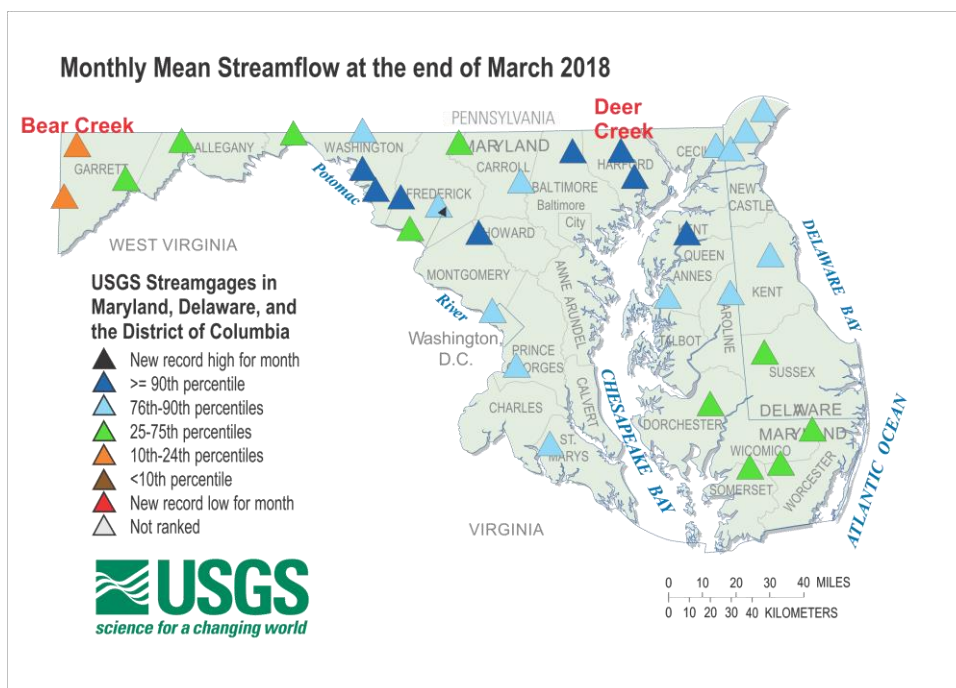 Monthly Mean Streamflow at the end of March 2018
Bear Creek
PENNSYLVANIA
Deer
Creek
ALLEGANY
WASHINGTON
MARYLAND
GARRETT
CARROLL
HARFORD
CECIL
Potomac
FREDERICK
BALTIMORE
Baltimore
City
NEW
CASTLE
WEST VIRGINIA
HOWARD
KENT
QUEEN
ANNES
DELAWARE BAY
MONTGOMERY
ANNE ARUNDEL
KENT
USGS Streamgages in
Maryland, Delaware, and
the District of Columbia
River
Washington,
D.C.
TALBOT
AROLINE
New record high for month
>= 90th percentile
76th-90th percentiles
25-75th percentiles
10th-24th percentiles
<10th percentile
New record low for month
Not ranked
PRINCE
GEORGES
CALVERT
CHESAPEAKE BAY
SUSSEX
CHARLES
DORCHESTER
DELAWARE
MARYLAND
ATLANTIC OCEAN
ST.
MARYS
WICOMICO
SOMERSET
WORCESTER
VIRGINIA
USGS
science for a changing world
0 10 20 30 40 MILES
0 10 20 30 40 KILOMETERS